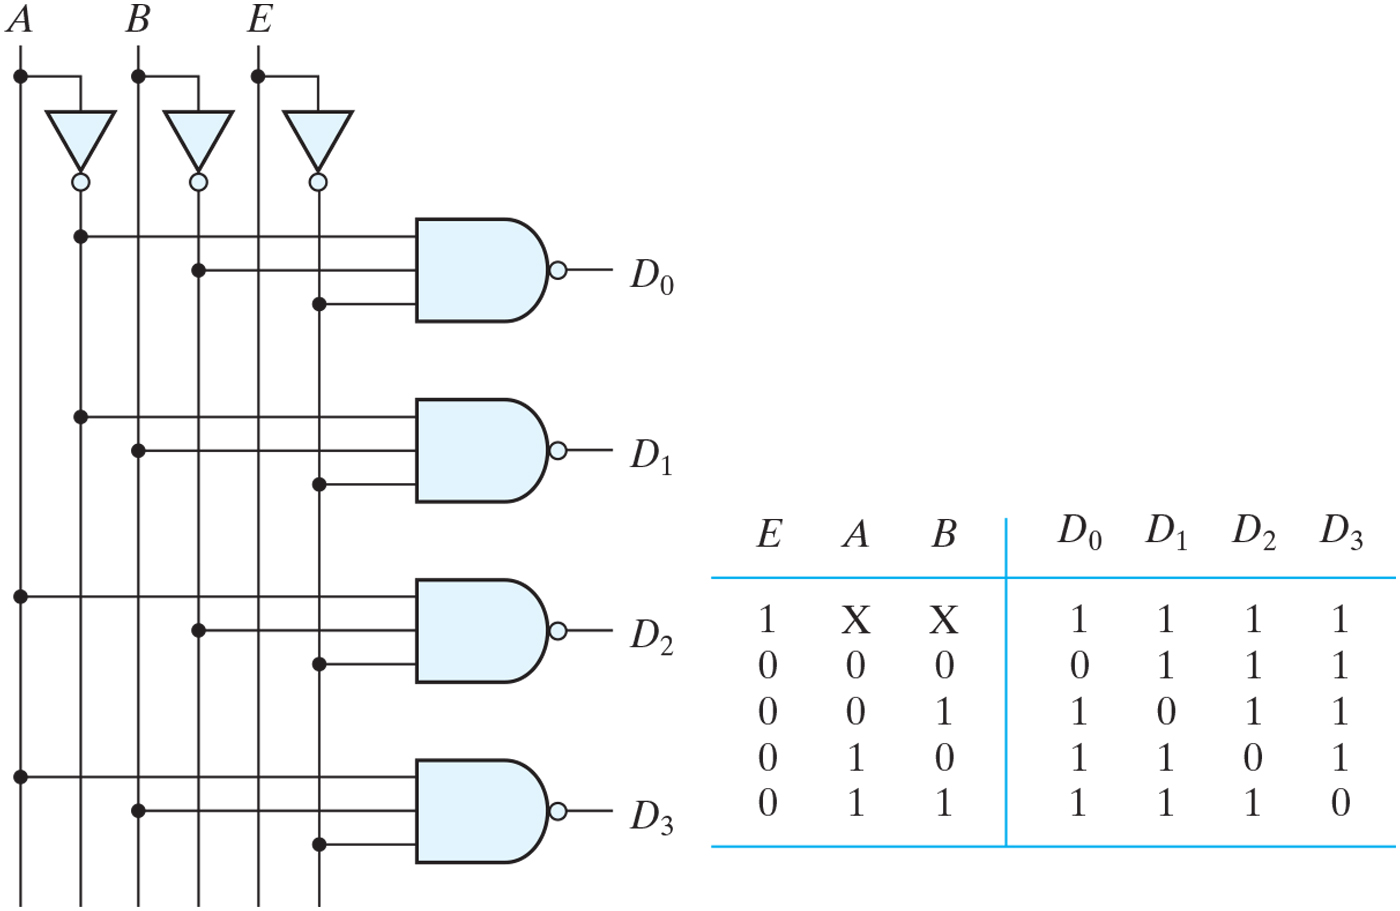 A B E
D0
D1
D2
D3
E A B D0 D1 D2 D3
1 X X 1 1 1 1
0 0 0 0 1 1 1
0 0 1 1 0 1 1
0 1 0 1 1 0 1
0 1 1 1 1 1 0